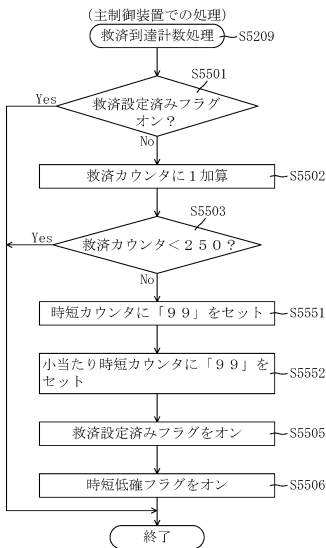 (主制御装置での処理)
救済到達計数処理
S5209
S5501
Yes
救済設定済みフラグ
オン?
No
救済カウンタに1加算
S5502
S5503
Yes
救済カウンタ<250?
No
時短カウンタに「99」をセット
S5551
小当たり時短カウンタに「99」を
セット
S5552
救済設定済みフラグをオン
S5505
時短低確フラグをオン
S5506
終了